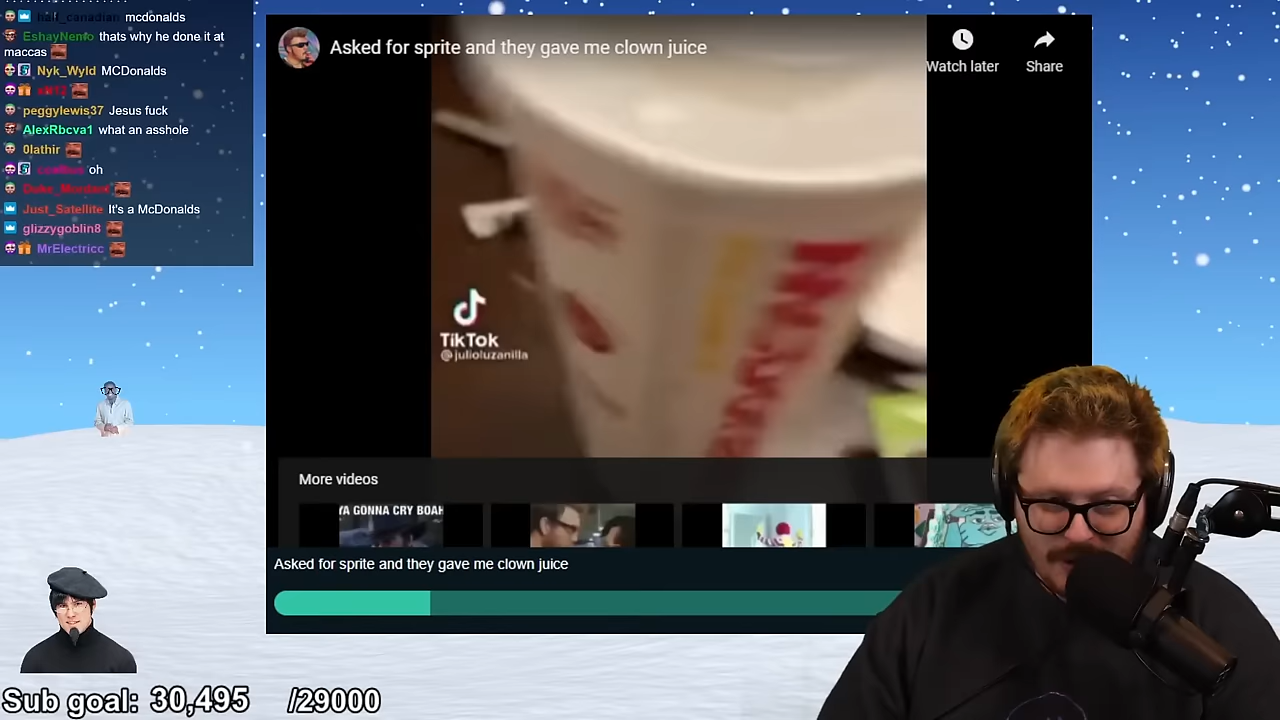 half_canadian mcdonalds
EshayNemo thats why he done it at
maccas
Nyk_Wyld MCDonalds
peggylewis37 Jesus fuck
AlexRbcva1 what an asshole
0lathir
oh
Just_Satellite It's a McDonalds
glizzygoblin8
MrElectricc
Asked for sprite and they gave me clown juice
Watch later
Share
TikTok
@julioluzanilla
More videos
YA GONNA CRY BOAH
Asked for sprite and they gave me clown juice
Sub goal: 30,495 /29000